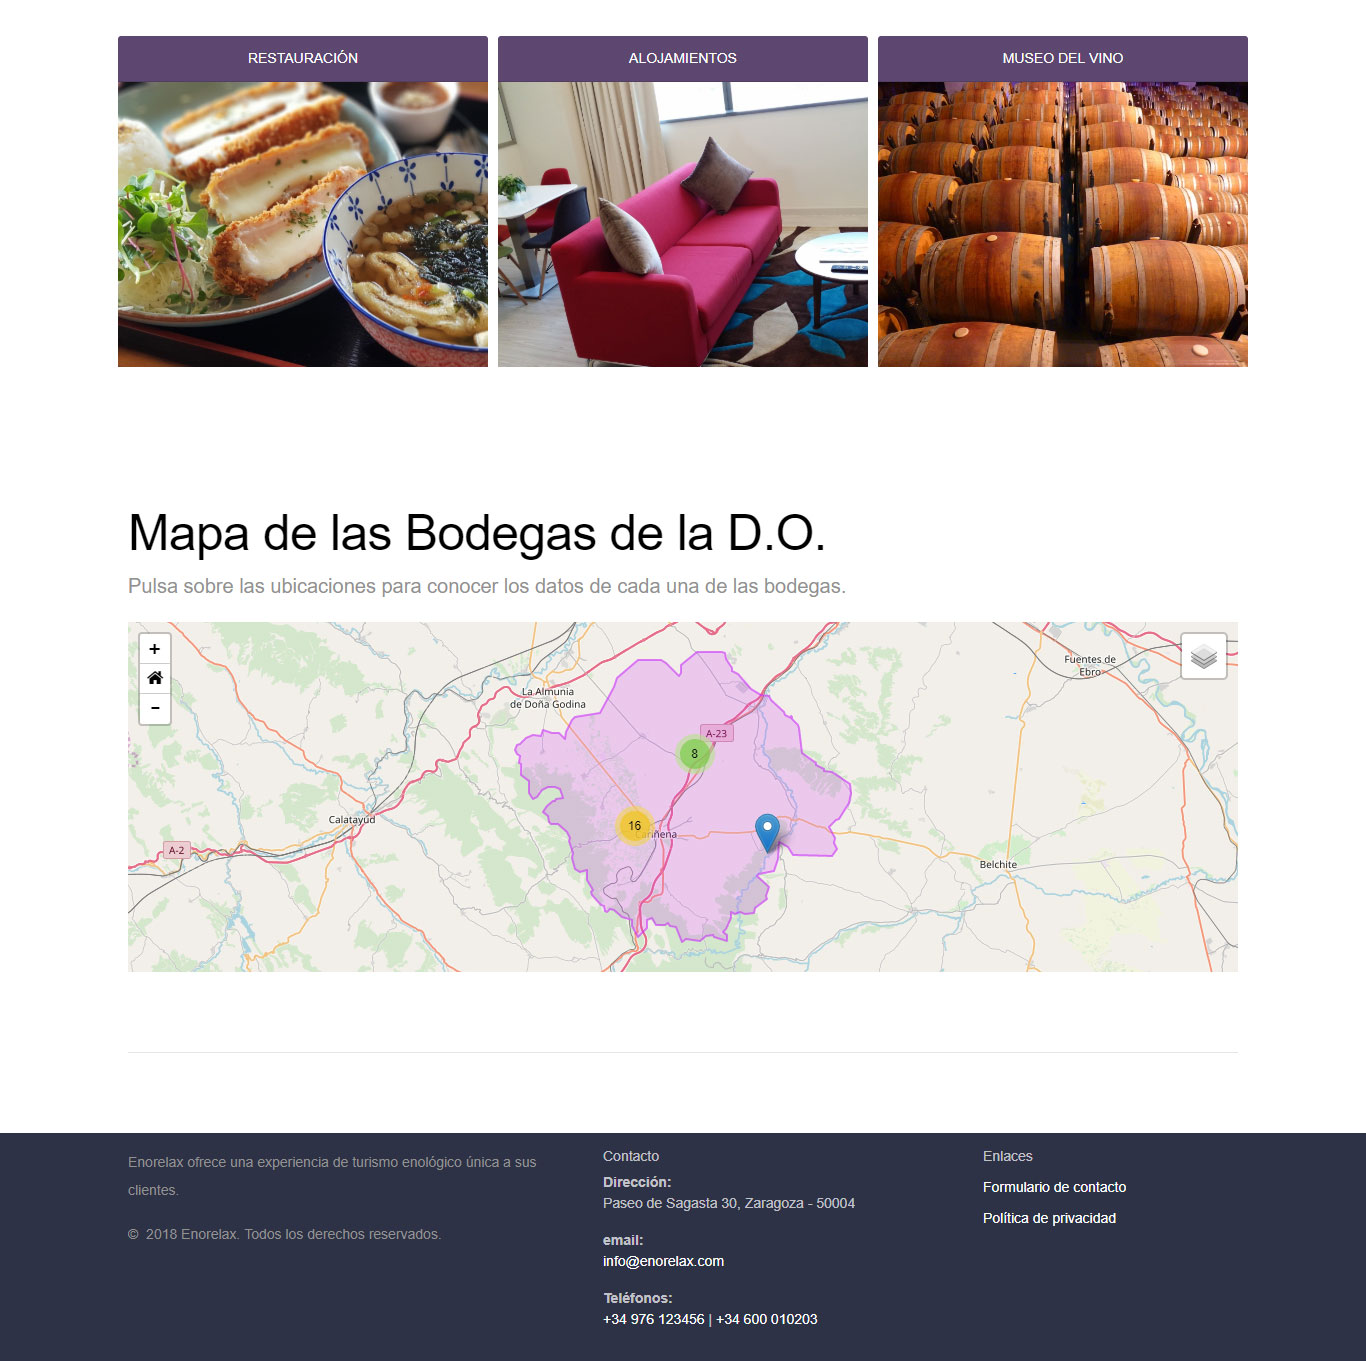 RESTAURACIÓN
ALOJAMIENTOS
MUSEO DEL VINO
Mapa de las Bodegas de la D.O.
Pulsa sobre las ubicaciones para conocer los datos de cada una de las bodegas.
+
-
Fuentes de
Ebro
La Almunia
de Doña Godina
A-23
8
Calatayud
16
Cariñena
A-2
Belchite
Enorelax ofrece una experiencia de turismo enológico única a sus
clientes.
© 2018 Enorelax. Todos los derechos reservados.
Contacto
Dirección:
Paseo de Sagasta 30, Zaragoza - 50004
email:
info@enorelax.com
Teléfonos:
+34 976 123456 | +34 600 010203
Enlaces
Formulario de contacto
Política de privacidad